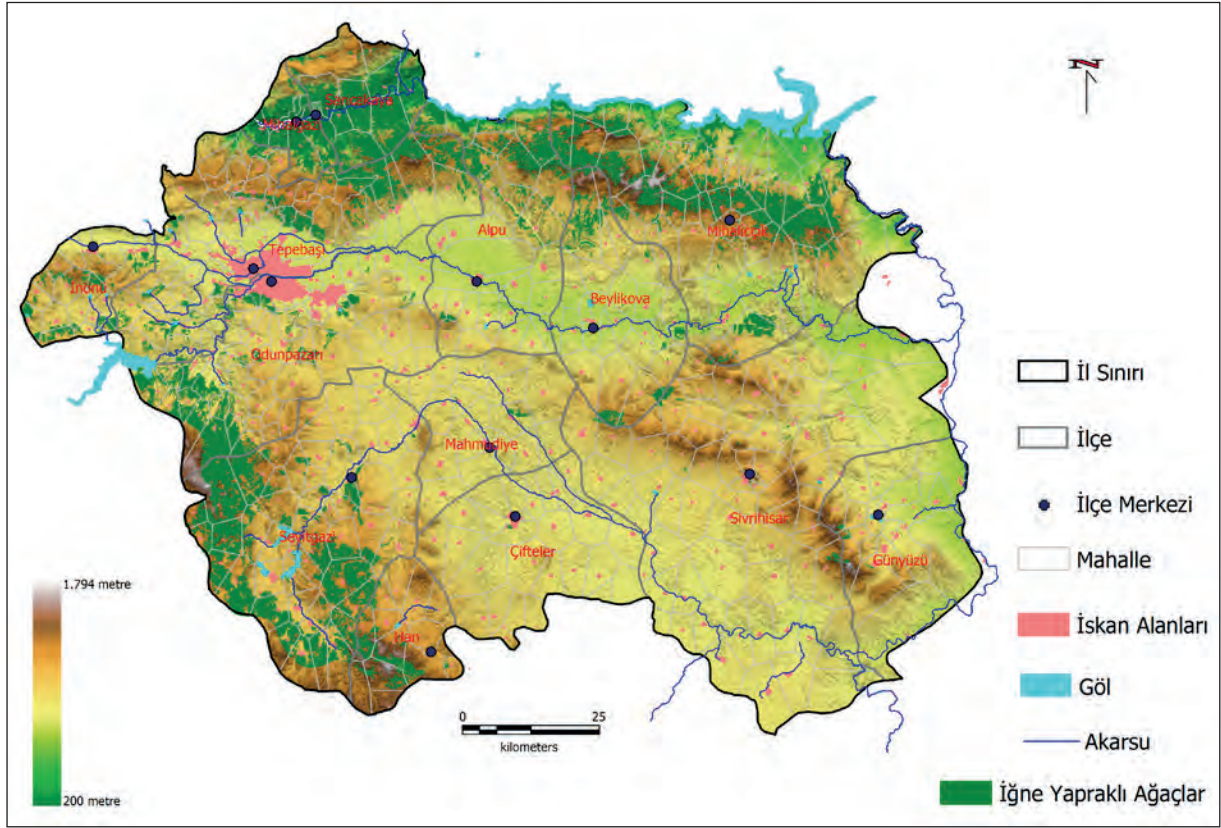 N
Sarıcakaya
Mihalgazi
Tepebaşı
Alpu
Mihalıççık
İnönü
Beylikova
Odunpazarı
İl Sınırı
İlçe
Mahmudiye
İlçe Merkezi
Sivrihisar
Seyitgazi
Çifteler
Günyüzü
Mahalle
1.794 metre
İskan Alanları
Han
Göl
0 25
kilometers
Akarsu
200 metre
İğne Yapraklı Ağaçlar